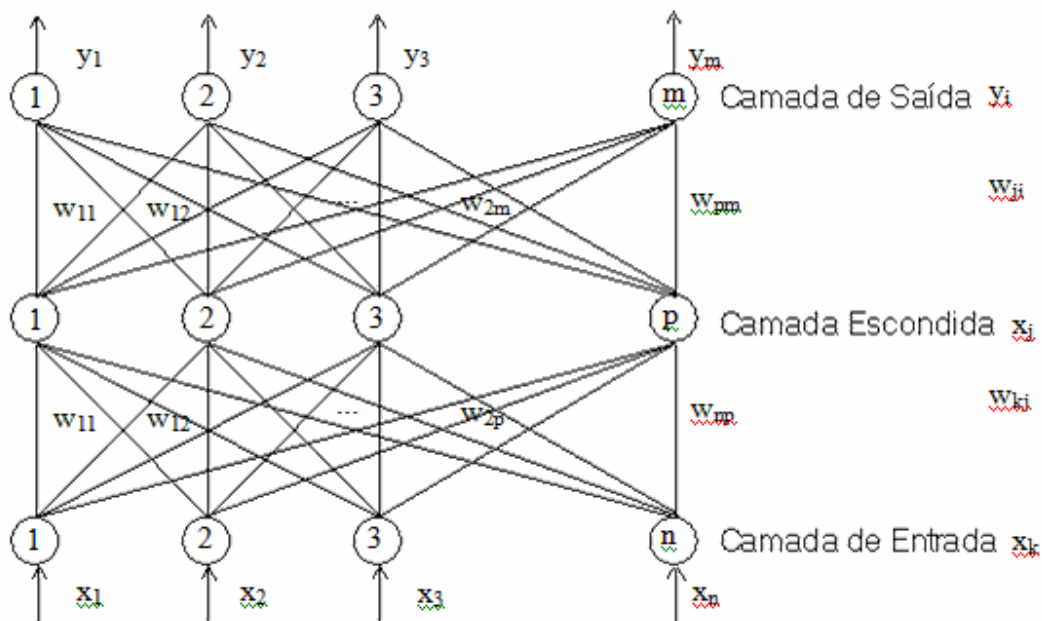 y1 y2 y3 ym
1 2 3 m Camada de Saída yi
w11 w12 ... w2m wpm wji
1 2 3 p Camada Escondida xj
w11 w12 ... w2p wnp wkj
1 2 3 n Camada de Entrada xk
x1 x2 x3 xn